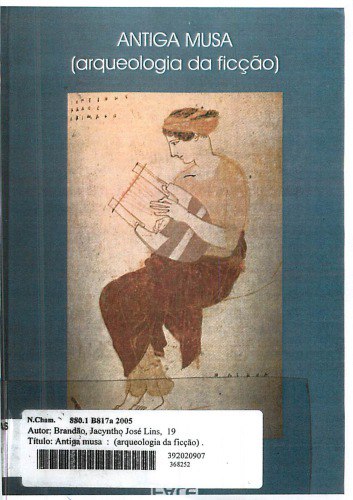 ANTIGA MUSA
(arqueologia da ficção)
N.Cham. 880.1 B817a 2005
Autor: Brandão, Jacyntho José Lins, 19
Título: Antiga musa : (arqueologia da ficção) .
392020907
368252